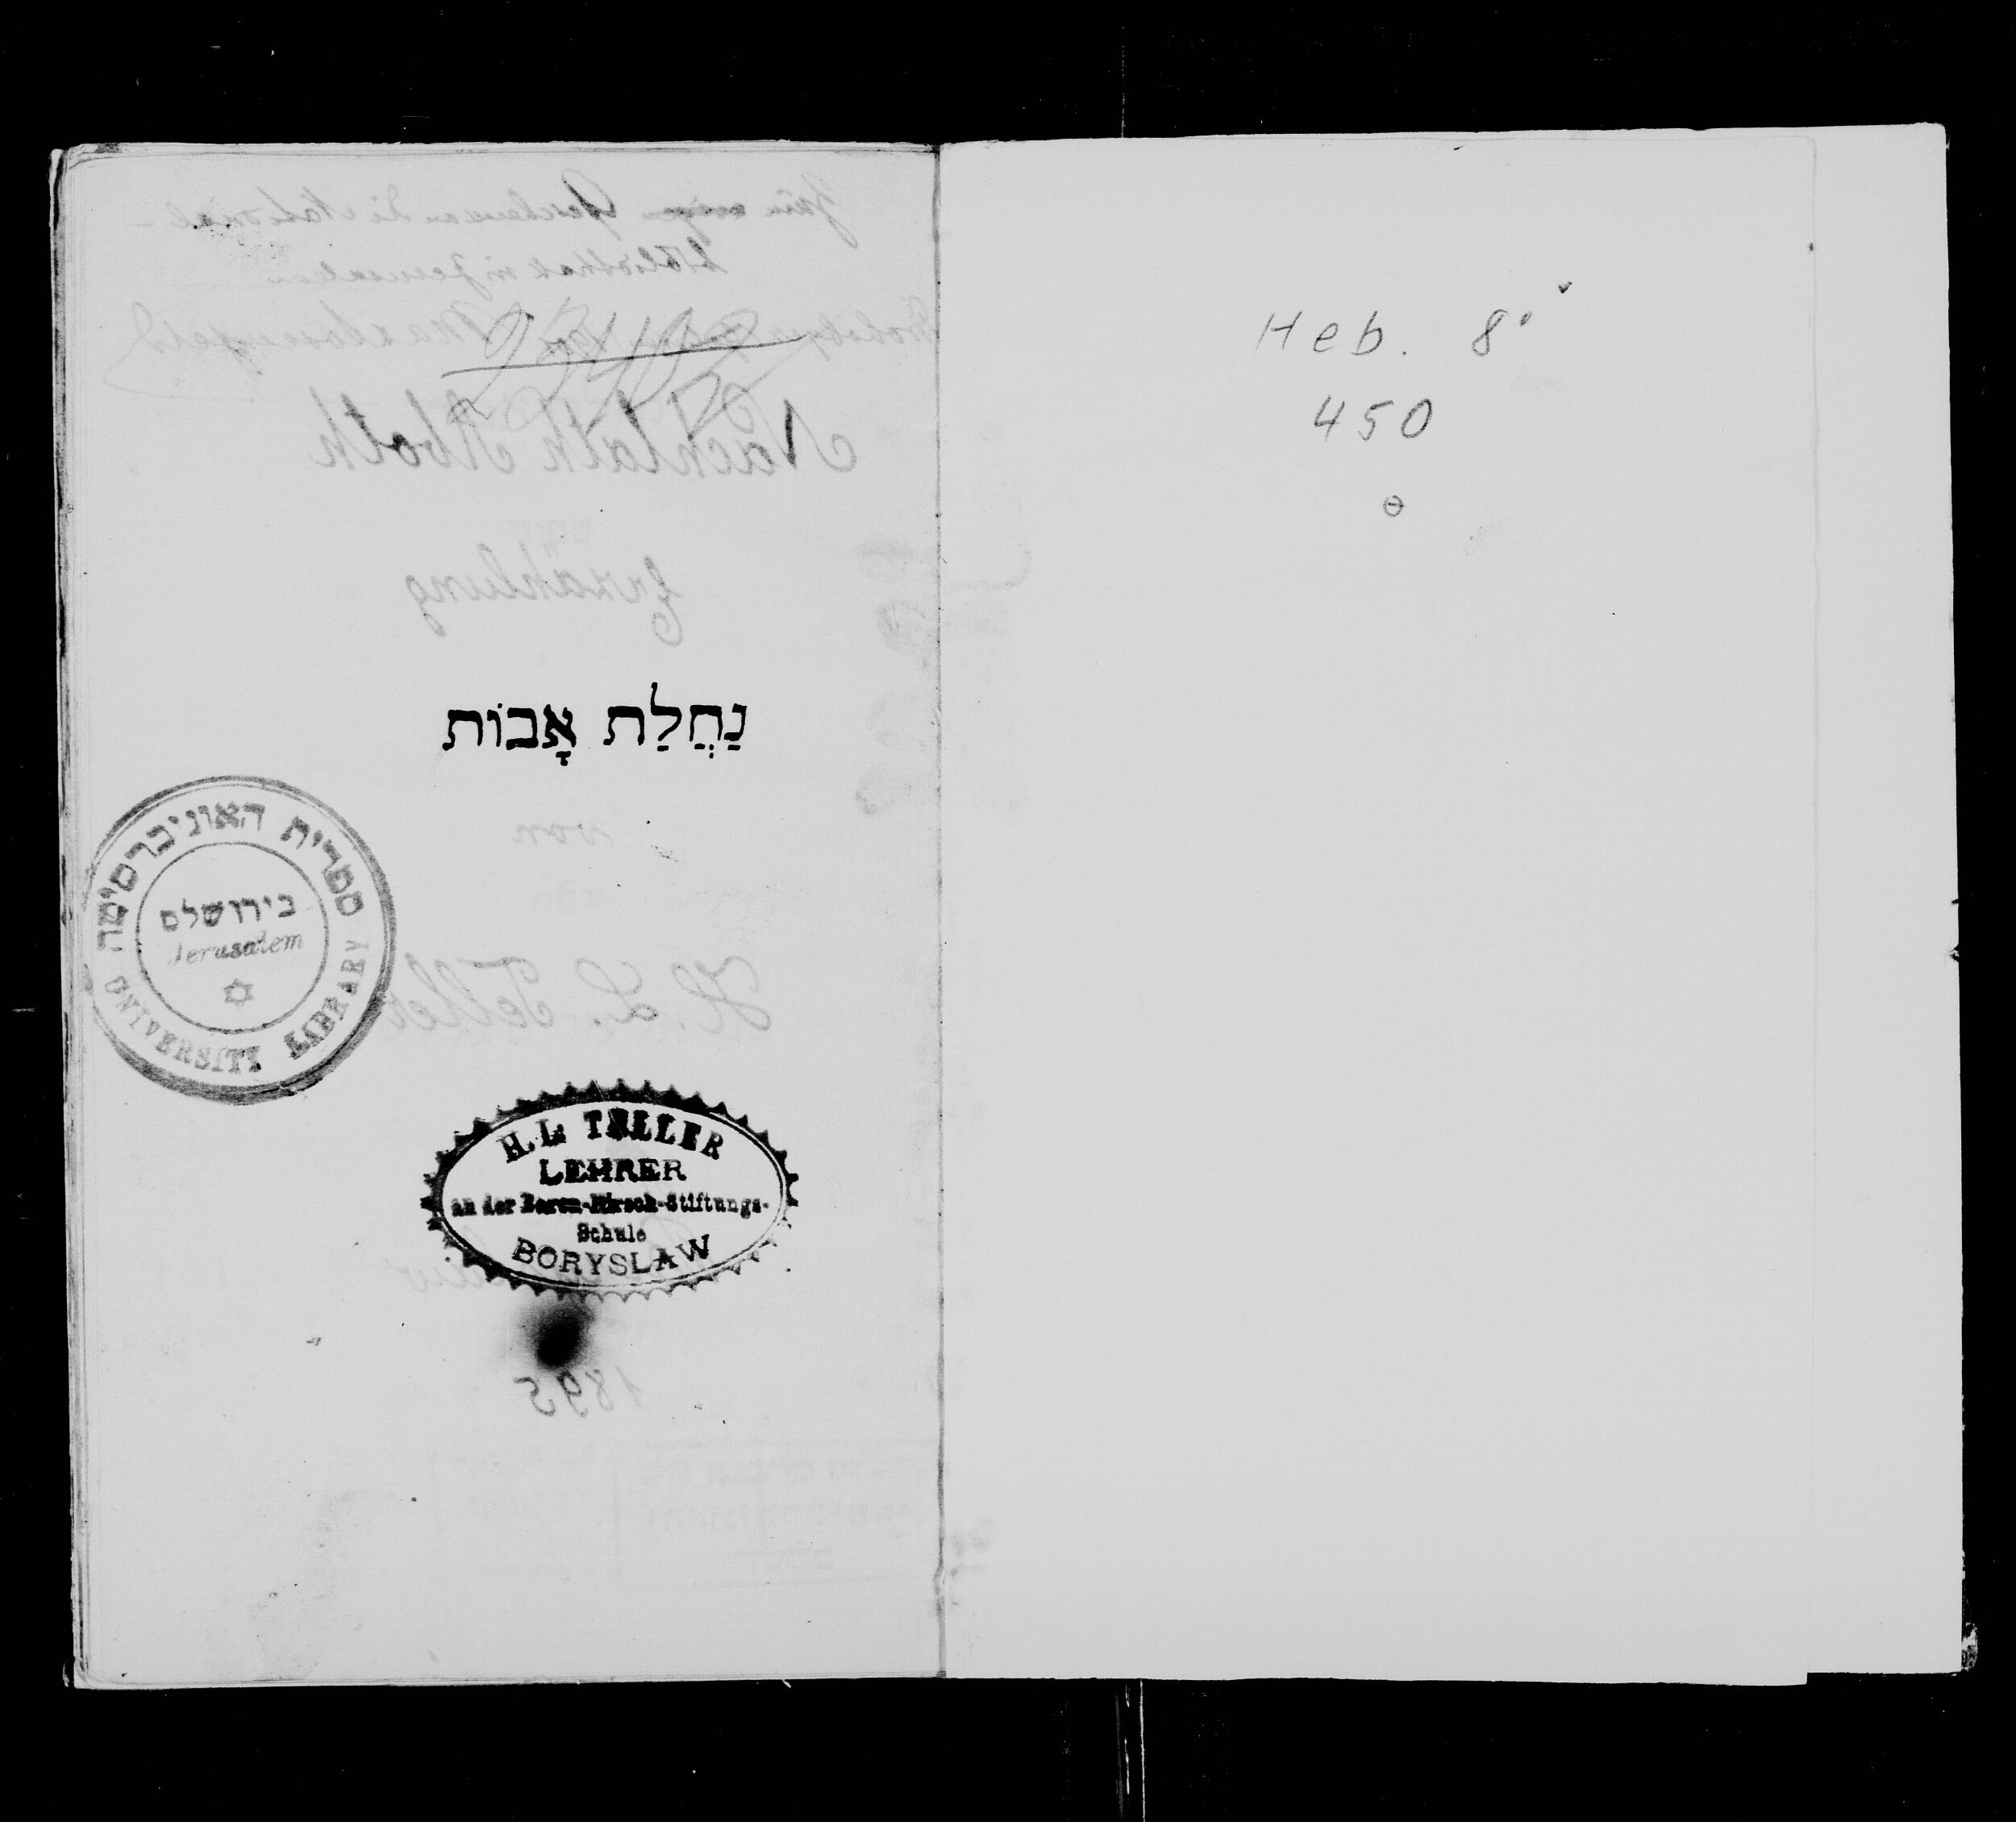 Heb. 8°
450
Nachlath Aboth
Erzählung
נַחֲלַת אָבוֹת
von
ספרית האוניברסיטה
בירושלם
Jerusalem
UNIVERSITY LIBRARY
H. L. Teller
H. L. TELLER
LEHRER
an der Baron-Hirsch-Stiftungs-
Schule
BORYSLAW
1895